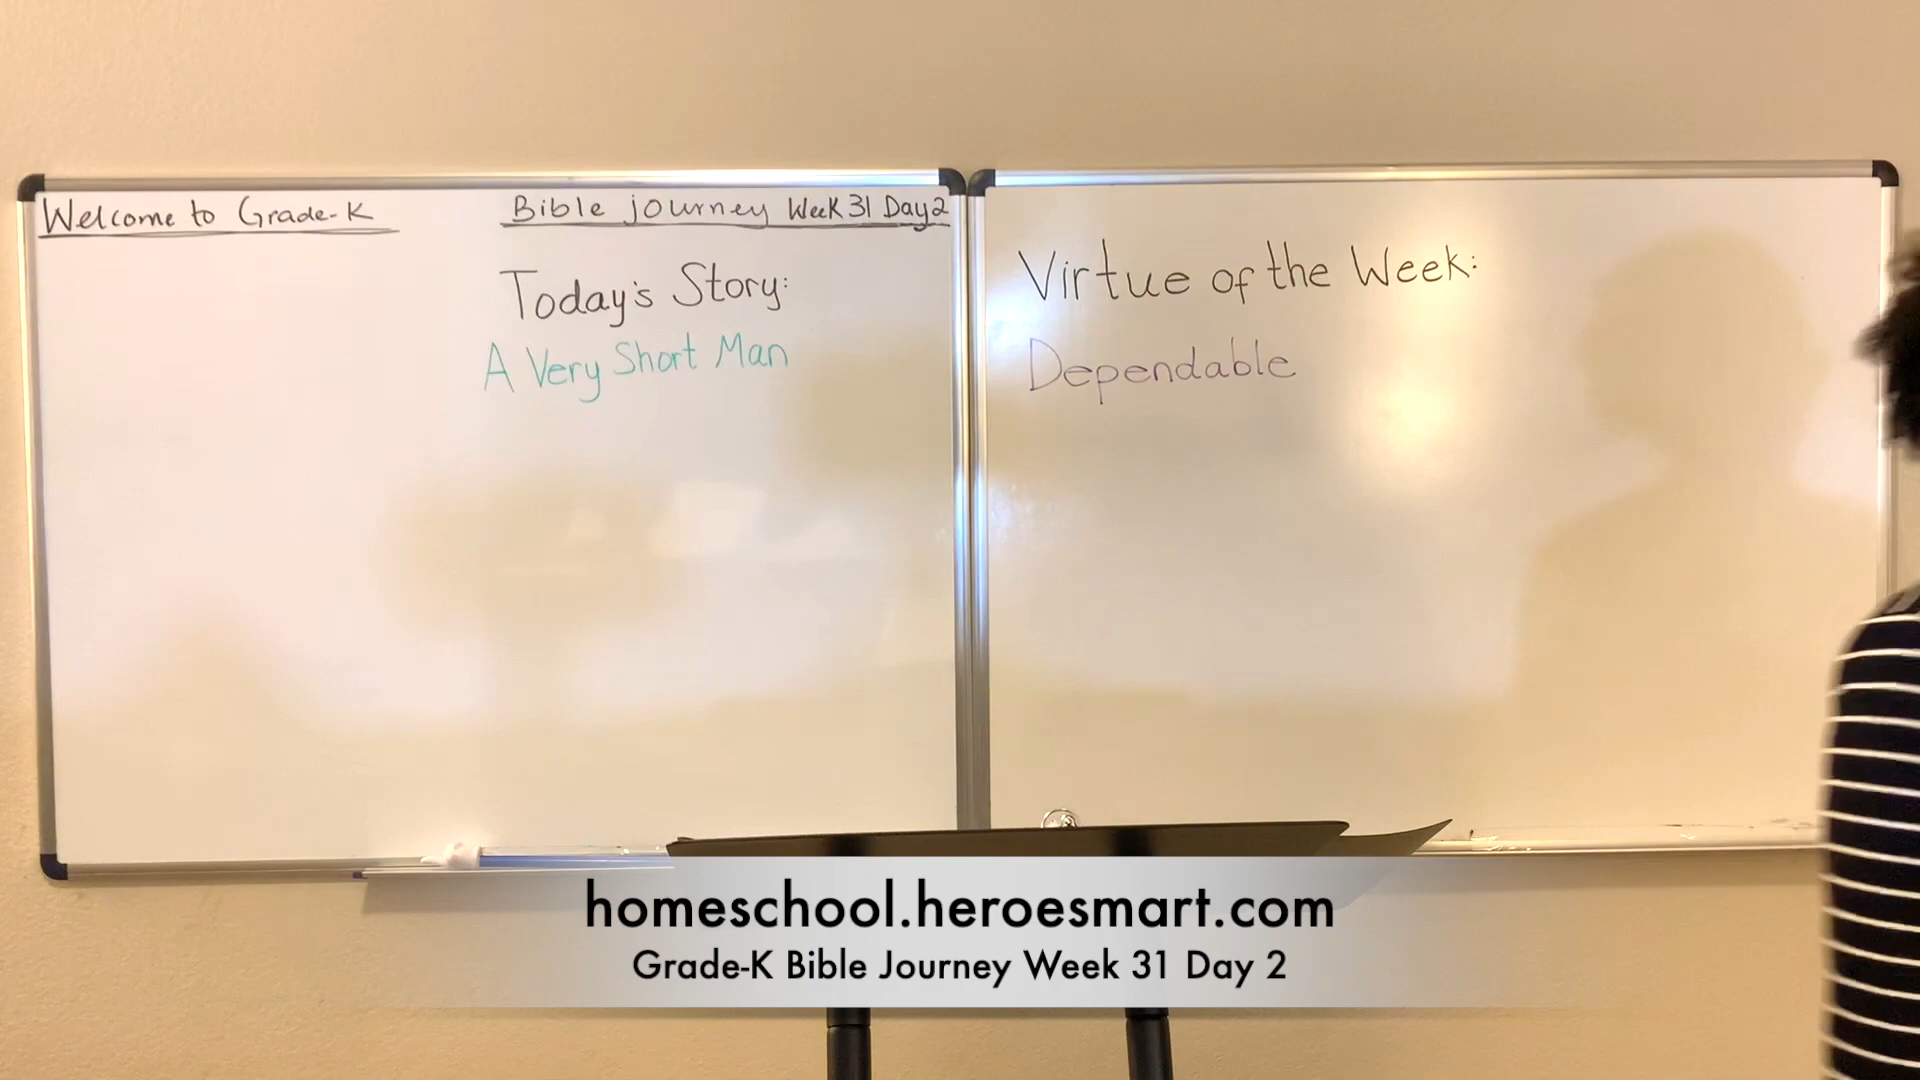 Welcome to Grade-K
Bible journey Week 31 Day 2
Today's Story:
A Very Short Man
Virtue of the Week:
Dependable
homeschool.heroesmart.com
Grade-K Bible Journey Week 31 Day 2